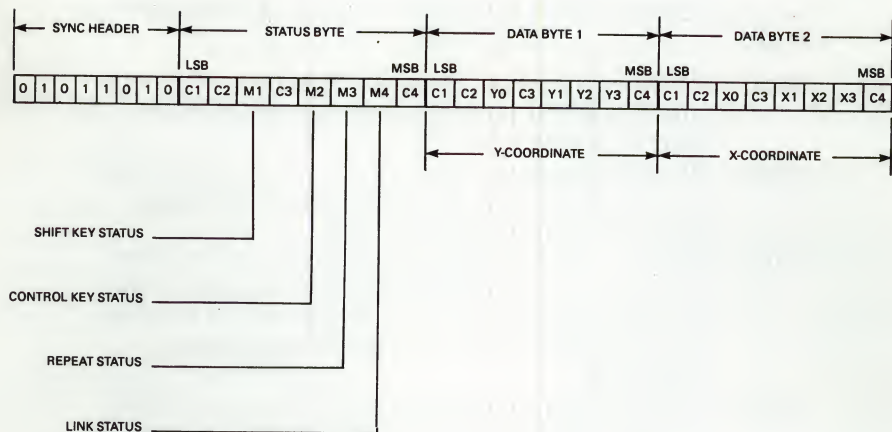 SYNC HEADER STATUS BYTE DATA BYTE 1 DATA BYTE 2
LSB MSB LSB MSB LSB MSB
0 1 0 1 1 0 1 0 C1 C2 M1 C3 M2 M3 M4 C4 C1 C2 Y0 C3 Y1 Y2 Y3 C4 C1 C2 X0 C3 X1 X2 X3 C4
Y-COORDINATE X-COORDINATE
SHIFT KEY STATUS
CONTROL KEY STATUS
REPEAT STATUS
LINK STATUS